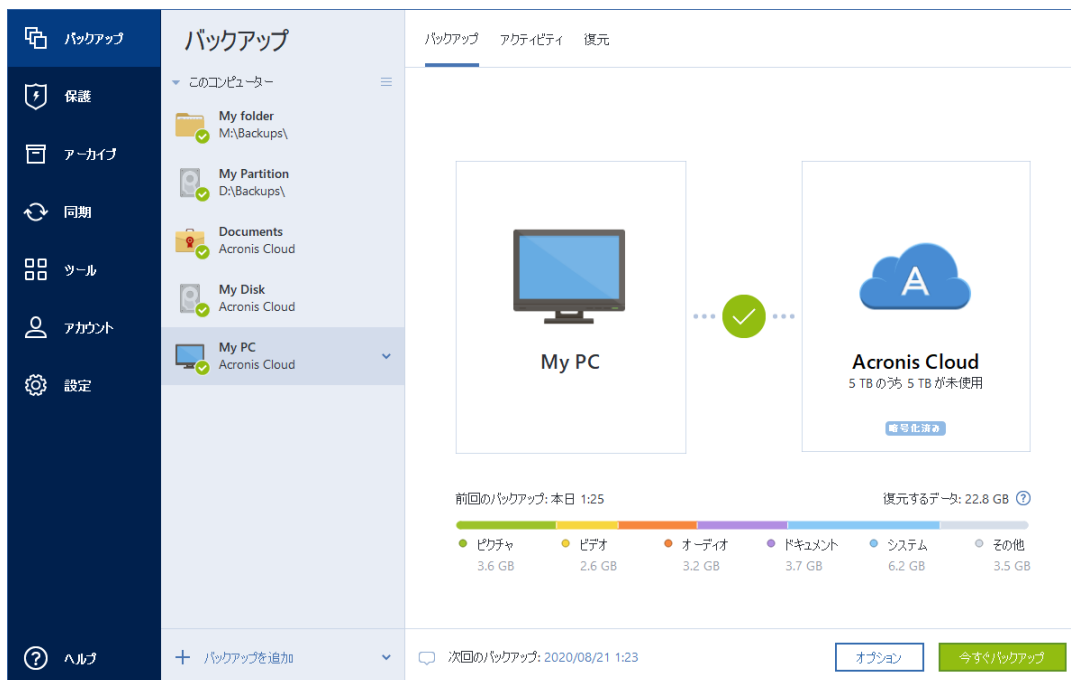 バックアップ
保護
アーカイブ
同期
ツール
アカウント
設定
ヘルプ
バックアップ
このコンピューター
My folder
M:\Backups\
My Partition
D:\Backups\
Documents
Acronis Cloud
My Disk
Acronis Cloud
My PC
Acronis Cloud
バックアップを追加
バックアップ アクティビティ 復元
My PC
Acronis Cloud
5 TB のうち 5 TB が未使用
暗号化済み
前回のバックアップ: 本日 1:25
復元するデータ: 22.8 GB ?
ピクチャ ビデオ オーディオ ドキュメント システム その他
3.6 GB 2.6 GB 3.2 GB 3.7 GB 6.2 GB 3.5 GB
次回のバックアップ: 2020/08/21 1:23
オプション
今すぐバックアップ